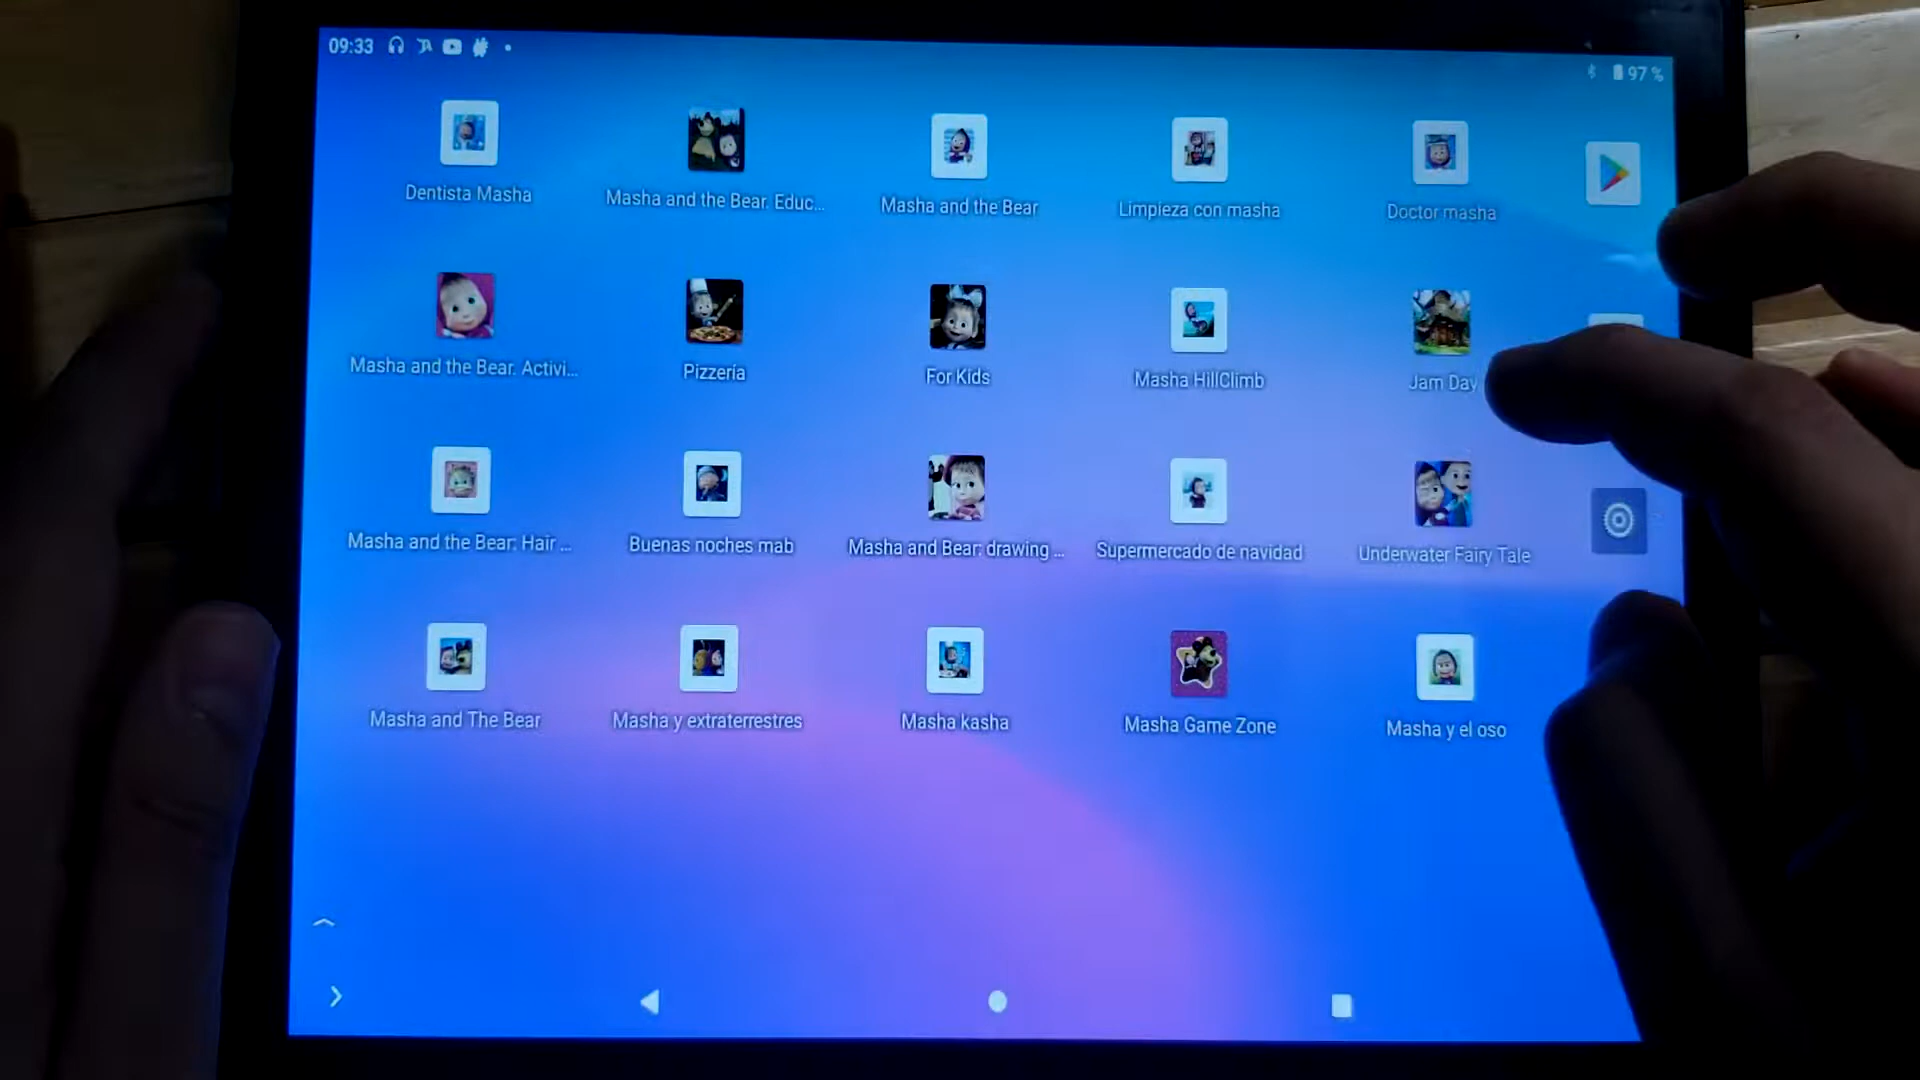 09:33
97 %
Dentista Masha
Masha and the Bear. Educ...
Masha and the Bear
Limpieza con masha
Doctor masha
Masha and the Bear. Activi...
Pizzeria
For Kids
Masha HillClimb
Jam Day
Masha and the Bear: Hair ...
Buenas noches mab
Masha and Bear: drawing ...
Supermercado de navidad
Underwater Fairy Tale
Masha and The Bear
Masha y extraterrestres
Masha kasha
Masha Game Zone
Masha y el oso